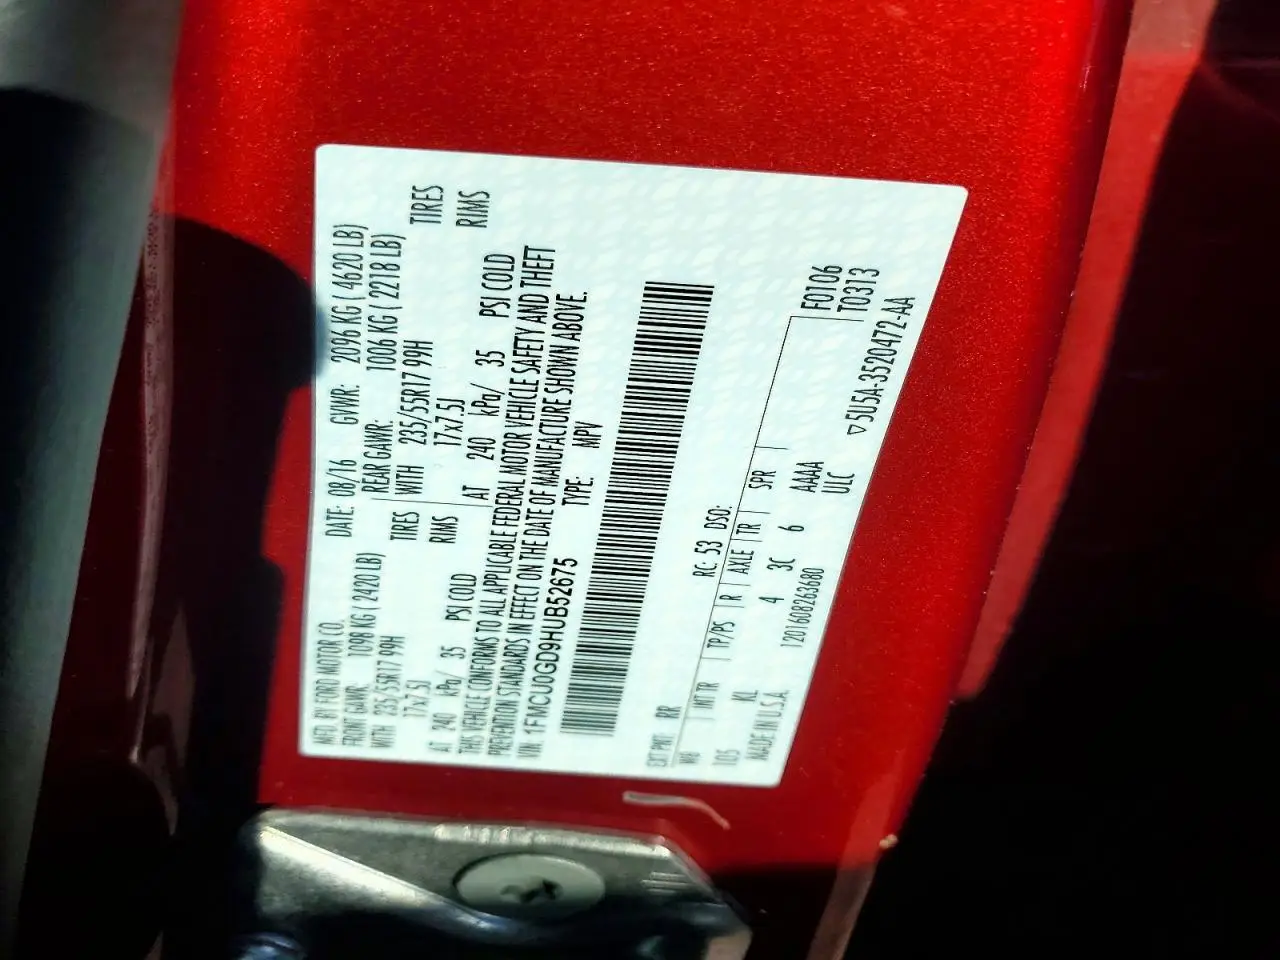 MFD. BY FORD MOTOR CO.
DATE: 08/16 GVWR: 2096 KG ( 4620 LB)
FRONT GAWR: 1098 KG ( 2420 LB)
REAR GAWR: 1006 KG ( 2218 LB)
WITH 235/55R17 99H TIRES
WITH 235/55R17 99H TIRES
17x7.5J RIMS
17x7.5J RIMS
AT 240 kPa/ 35 PSI COLD
AT 240 kPa/ 35 PSI COLD
THIS VEHICLE CONFORMS TO ALL APPLICABLE FEDERAL MOTOR VEHICLE SAFETY AND THEFT
PREVENTION STANDARDS IN EFFECT ON THE DATE OF MANUFACTURE SHOWN ABOVE.
VIN: 1FMCU0GD9HUB52675 TYPE: MPV
EXT PNT: RR RC: 53 DSO:
F0106
T0313
WB INT TR TP/PS R AXLE TR SPR
105 KL 4 3C 6 AAAA
MADE IN U.S.A. 1201608263680 ULC
▽5U5A-3520472-AA